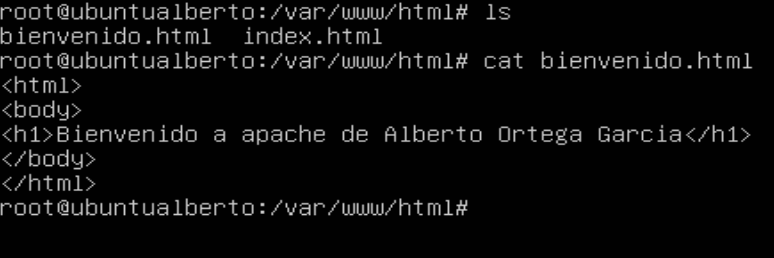 root@ubuntualberto:/var/www/html# ls
bienvenido.html  index.html
root@ubuntualberto:/var/www/html# cat bienvenido.html
<html>
<body>
<h1>Bienvenido a apache de Alberto Ortega Garcia</h1>
</body>
</html>
root@ubuntualberto:/var/www/html#